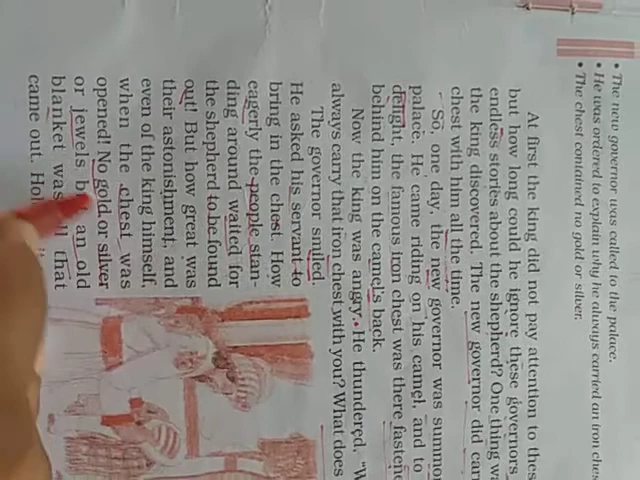 • The new governor was called to the palace.
• He was ordered to explain why he always carried an iron ches
• The chest contained no gold or silver.
At first the king did not pay attention to thes
but how long could he ignore these governors
endless stories about the shepherd? One thing wa
the king discovered. The new governor did carr
chest with him all the time.
So, one day, the new governor was summon
palace. He came riding on his camel, and to
delight, the famous iron chest was there fastene
behind him on the camel's back.
Now the king was angry. He thundered, "W
always carry that iron chest with you? What does
The governor smiled.
He asked his servant to
bring in the chest. How
eagerly the people stan-
ding around waited for
the shepherd to be found
out! But how great was
their astonishment, and
even of the king himself,
when the chest was
opened! No gold or silver
or jewels an old
blanket was that
came out.